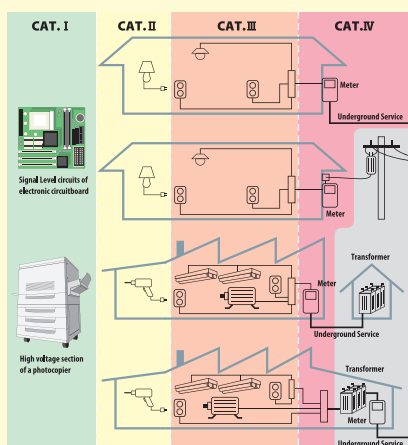 CAT. I
CAT. II
CAT. III
CAT.IV
Meter
Underground Service
Signal Level circuits of
electronic circuitboard
Meter
Transformer
Meter
Underground Service
High voltage section
of a photocopier
Transformer
Meter
Underground Service